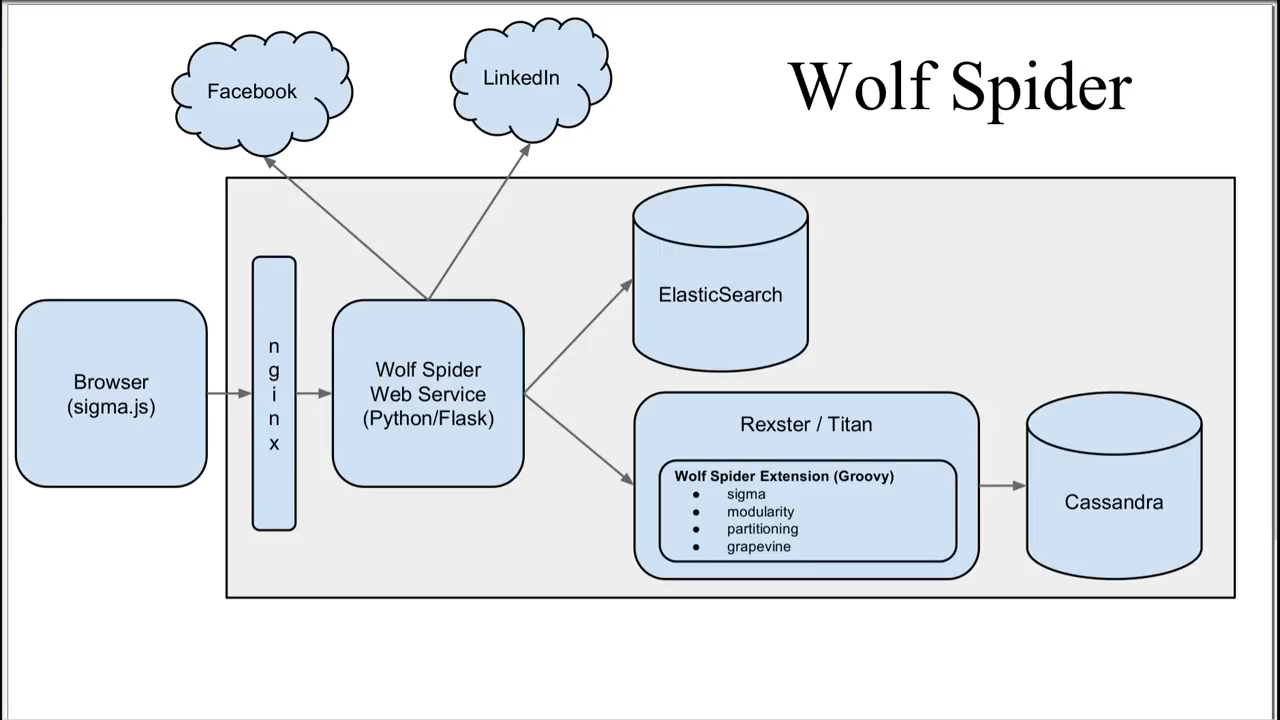 Wolf Spider
Facebook
LinkedIn
ElasticSearch
Browser
(sigma.js)
n
g
i
n
x
Wolf Spider
Web Service
(Python/Flask)
Rexster / Titan
Wolf Spider Extension (Groovy)
● sigma
● modularity
● partitioning
● grapevine
Cassandra